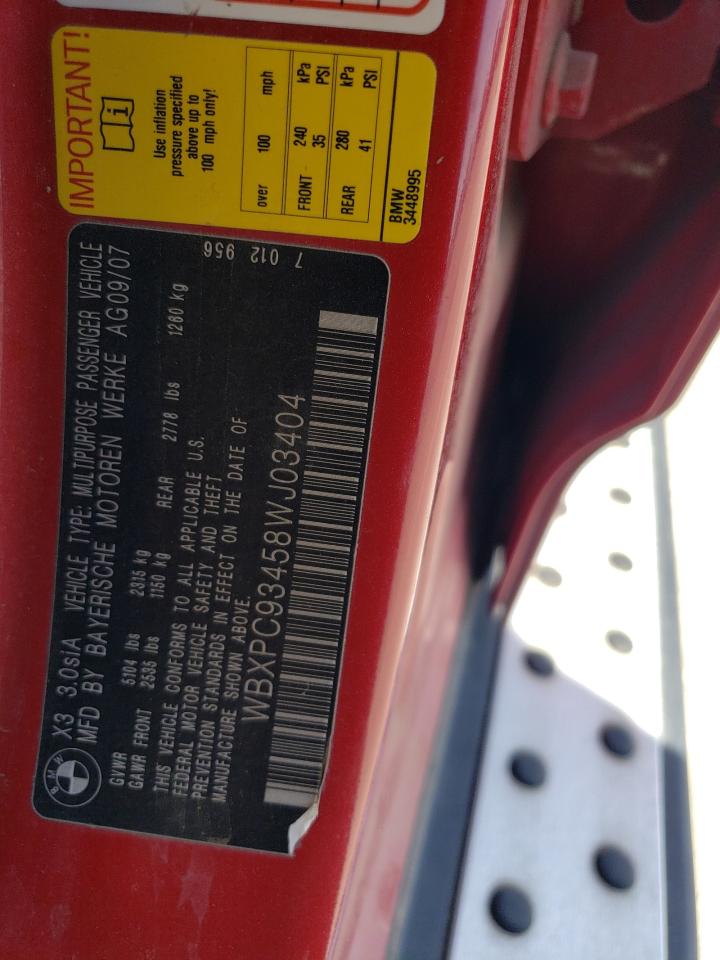 IMPORTANT!
i
Use inflation
pressure specified
above up to
100 mph only!
over 100 mph
FRONT 240 kPa
35 PSI
REAR 280 kPa
41 PSI
BMW
3448995
BMW
X3 3.0siA VEHICLE TYPE: MULTIPURPOSE PASSENGER VEHICLE
MFD BY BAYERISCHE MOTOREN WERKE AG09/07
GVWR 5104 lbs 2315 kg
GAWR FRONT 2535 lbs 1150 kg REAR 2778 lbs 1260 kg
THIS VEHICLE CONFORMS TO ALL APPLICABLE U.S.
FEDERAL MOTOR VEHICLE SAFETY AND THEFT
PREVENTION STANDARDS IN EFFECT ON THE DATE OF
MANUFACTURE SHOWN ABOVE.
WBXPC93458WJ03404
7 012 956